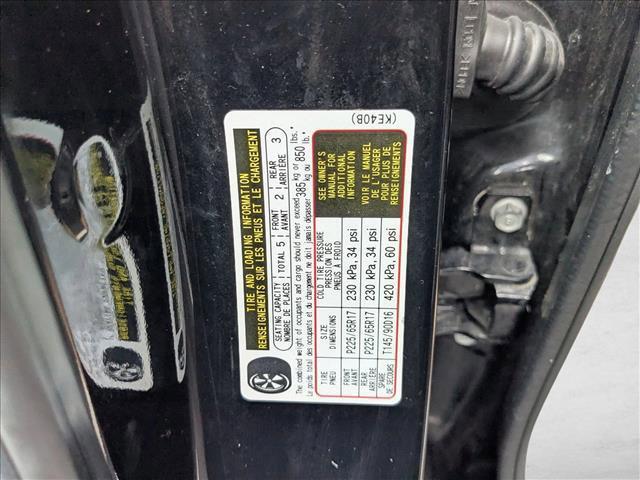 TIRE AND LOADING INFORMATION
RENSEIGNEMENTS SUR LES PNEUS ET LE CHARGEMENT
SEATING CAPACITY
NOMBRE DE PLACES
TOTAL 5
FRONT
AVANT
2
REAR
ARRIÈRE
3
The combined weight of occupants and cargo should never exceed 385 kg or 850 lbs.
Le poids total des occupants et du chargement ne doit jamais dépasser 385 kg ou 850 lb.
TIRE
PNEU
SIZE
DIMENSIONS
COLD TIRE PRESSURE
PRESSION DES
PNEUS À FROID
SEE OWNER'S
MANUAL FOR
ADDITIONAL
INFORMATION
FRONT
AVANT
P225/65R17
230 kPa, 34 psi
REAR
ARRIÈRE
P225/65R17
230 kPa, 34 psi
SPARE
DE SECOURS
T145/90D16
420 kPa, 60 psi
VOIR LE MANUEL
DE L'USAGER
POUR PLUS DE
RENSEIGNEMENTS
(KE40B)